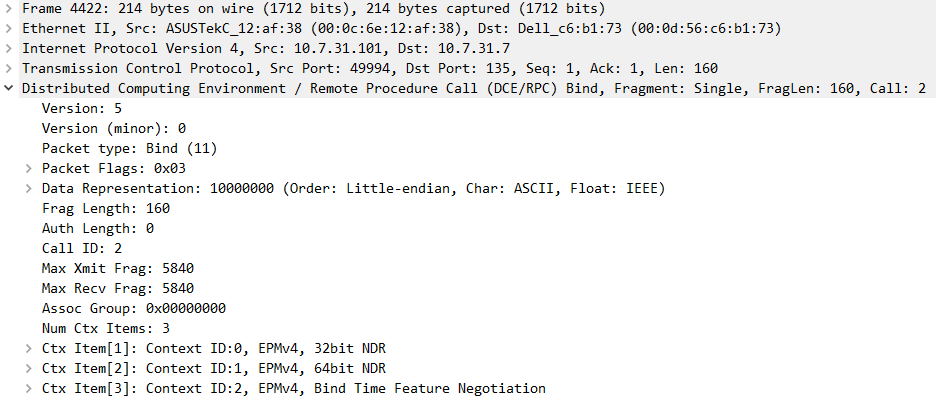 Frame 4422: 214 bytes on wire (1712 bits), 214 bytes captured (1712 bits)
Ethernet II, Src: ASUSTekC_12:af:38 (00:0c:6e:12:af:38), Dst: Dell_c6:b1:73 (00:0d:56:c6:b1:73)
Internet Protocol Version 4, Src: 10.7.31.101, Dst: 10.7.31.7
Transmission Control Protocol, Src Port: 49994, Dst Port: 135, Seq: 1, Ack: 1, Len: 160
Distributed Computing Environment / Remote Procedure Call (DCE/RPC) Bind, Fragment: Single, FragLen: 160, Call: 2
Version: 5
Version (minor): 0
Packet type: Bind (11)
Packet Flags: 0x03
Data Representation: 10000000 (Order: Little-endian, Char: ASCII, Float: IEEE)
Frag Length: 160
Auth Length: 0
Call ID: 2
Max Xmit Frag: 5840
Max Recv Frag: 5840
Assoc Group: 0x00000000
Num Ctx Items: 3
Ctx Item[1]: Context ID:0, EPMv4, 32bit NDR
Ctx Item[2]: Context ID:1, EPMv4, 64bit NDR
Ctx Item[3]: Context ID:2, EPMv4, Bind Time Feature Negotiation